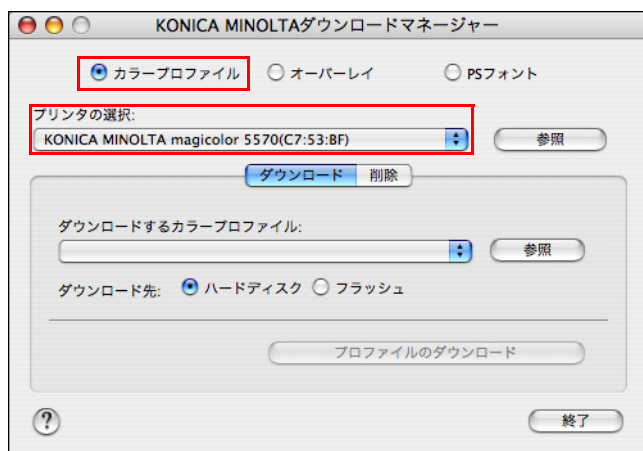 KONICA MINOLTAダウンロードマネージャー
カラープロファイル オーバーレイ PSフォント
プリンタの選択:
KONICA MINOLTA magicolor 5570(C7:53:BF) 参照
ダウンロード 削除
ダウンロードするカラープロファイル:
参照
ダウンロード先: ハードディスク フラッシュ
プロファイルのダウンロード
? 終了